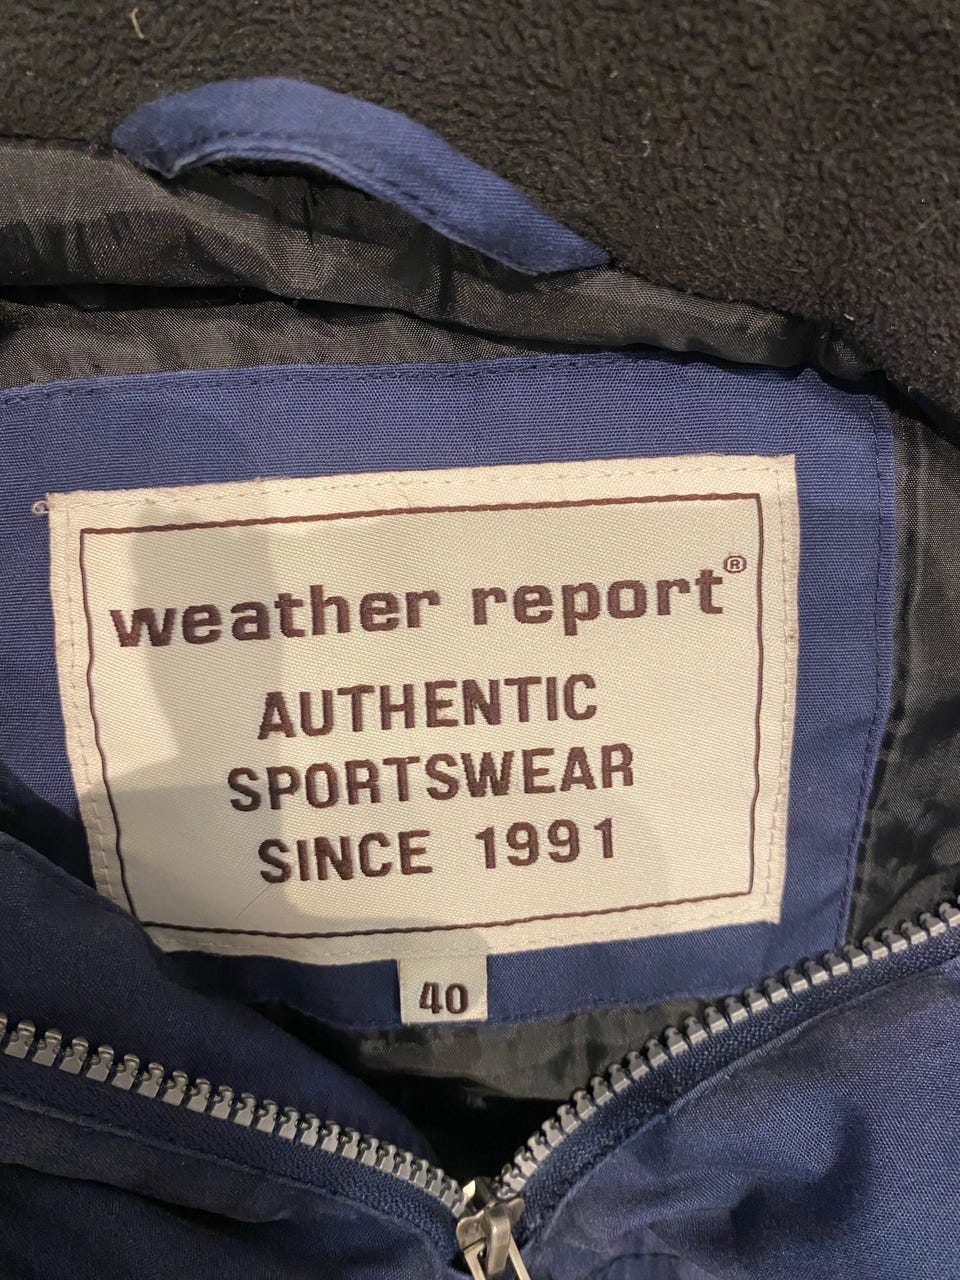 weather report®
AUTHENTIC
SPORTSWEAR
SINCE 1991
40